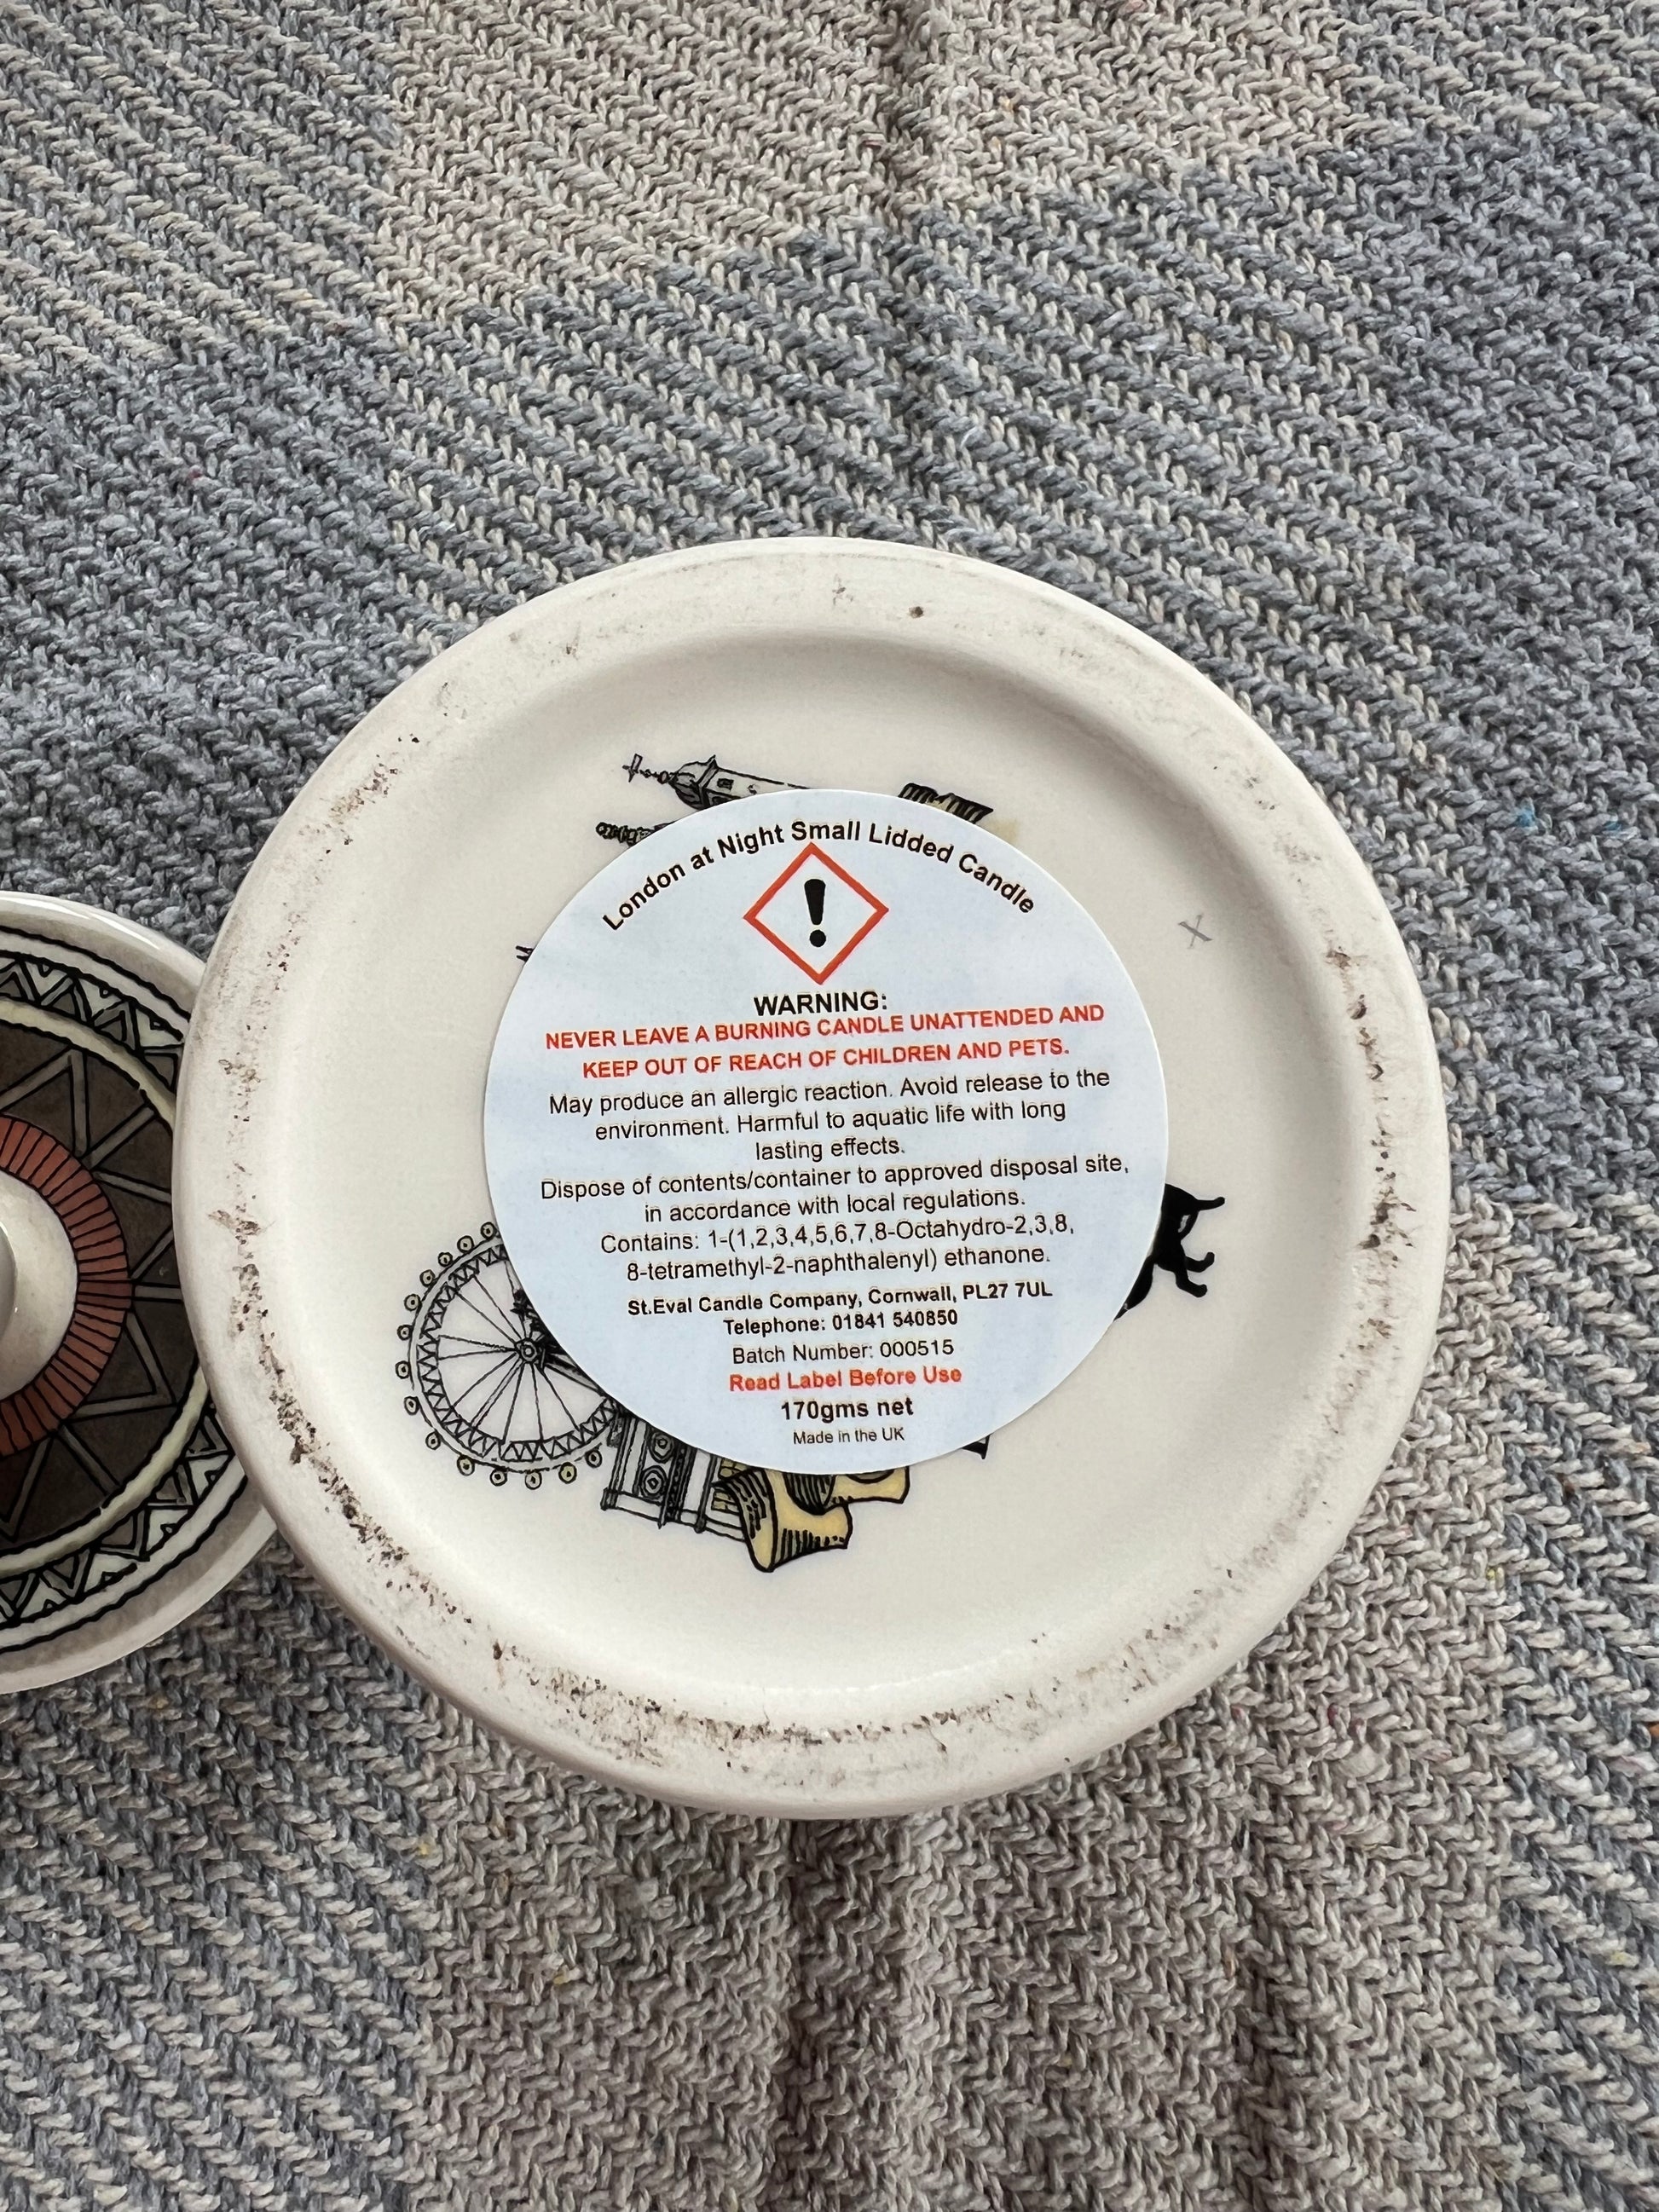 London at Night Small Lidded Candle
!
WARNING:
NEVER LEAVE A BURNING CANDLE UNATTENDED AND
KEEP OUT OF REACH OF CHILDREN AND PETS.
May produce an allergic reaction. Avoid release to the
environment. Harmful to aquatic life with long
lasting effects.
Dispose of contents/container to approved disposal site,
in accordance with local regulations.
Contains: 1-(1,2,3,4,5,6,7,8-Octahydro-2,3,8,
8-tetramethyl-2-naphthalenyl) ethanone.
St.Eval Candle Company, Cornwall, PL27 7UL
Telephone: 01841 540850
Batch Number: 000515
Read Label Before Use
170gms net
Made in the UK
X